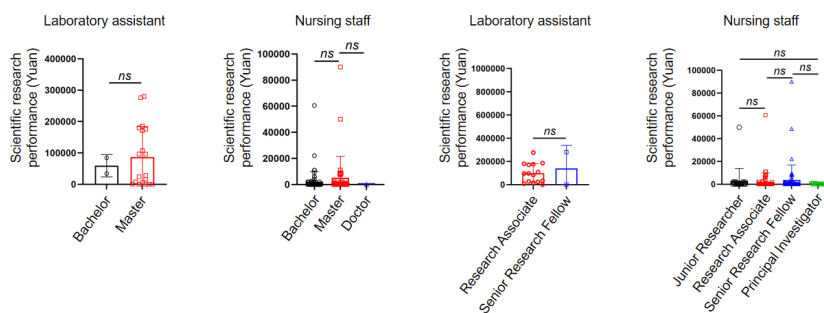 Laboratory assistant
Scientific research
performance (Yuan)
400000
300000
200000
100000
0
ns
Bachelor
Master
Nursing staff
Scientific research
performance (Yuan)
100000
80000
60000
40000
20000
0
ns
ns
Bachelor
Master
Doctor
Laboratory assistant
Scientific research
performance (Yuan)
1000000
800000
600000
400000
200000
0
ns
Research Associate
Senior Research Fellow
Nursing staff
Scientific research
performance (Yuan)
100000
80000
60000
40000
20000
0
ns
ns
ns
ns
Junior Researcher
Research Associate
Senior Research Fellow
Principal Investigator